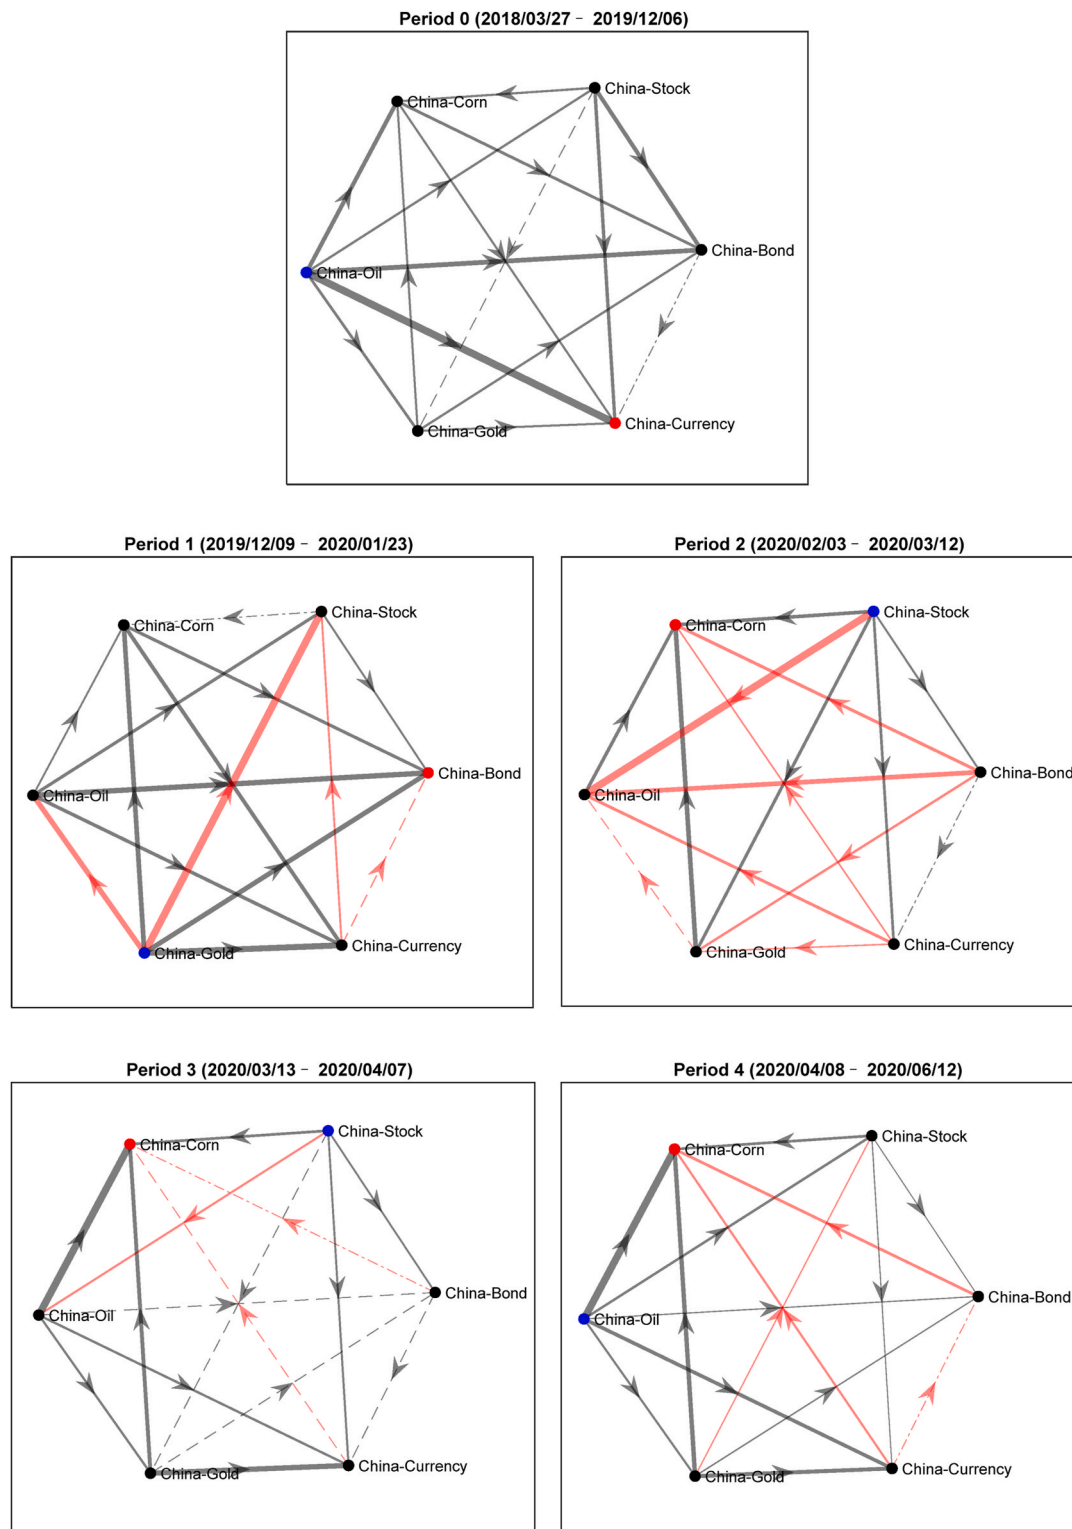 Period 0 (2018/03/27 – 2019/12/06)
China-Stock
China-Corn
China-Bond
China-Oil
China-Currency
China-Gold
Period 1 (2019/12/09 – 2020/01/23)
China-Stock
China-Corn
China-Bond
China-Oil
China-Currency
China-Gold
Period 2 (2020/02/03 – 2020/03/12)
China-Stock
China-Corn
China-Bond
China-Oil
China-Currency
China-Gold
Period 3 (2020/03/13 – 2020/04/07)
China-Stock
China-Corn
China-Bond
China-Oil
China-Currency
China-Gold
Period 4 (2020/04/08 – 2020/06/12)
China-Stock
China-Corn
China-Bond
China-Oil
China-Currency
China-Gold